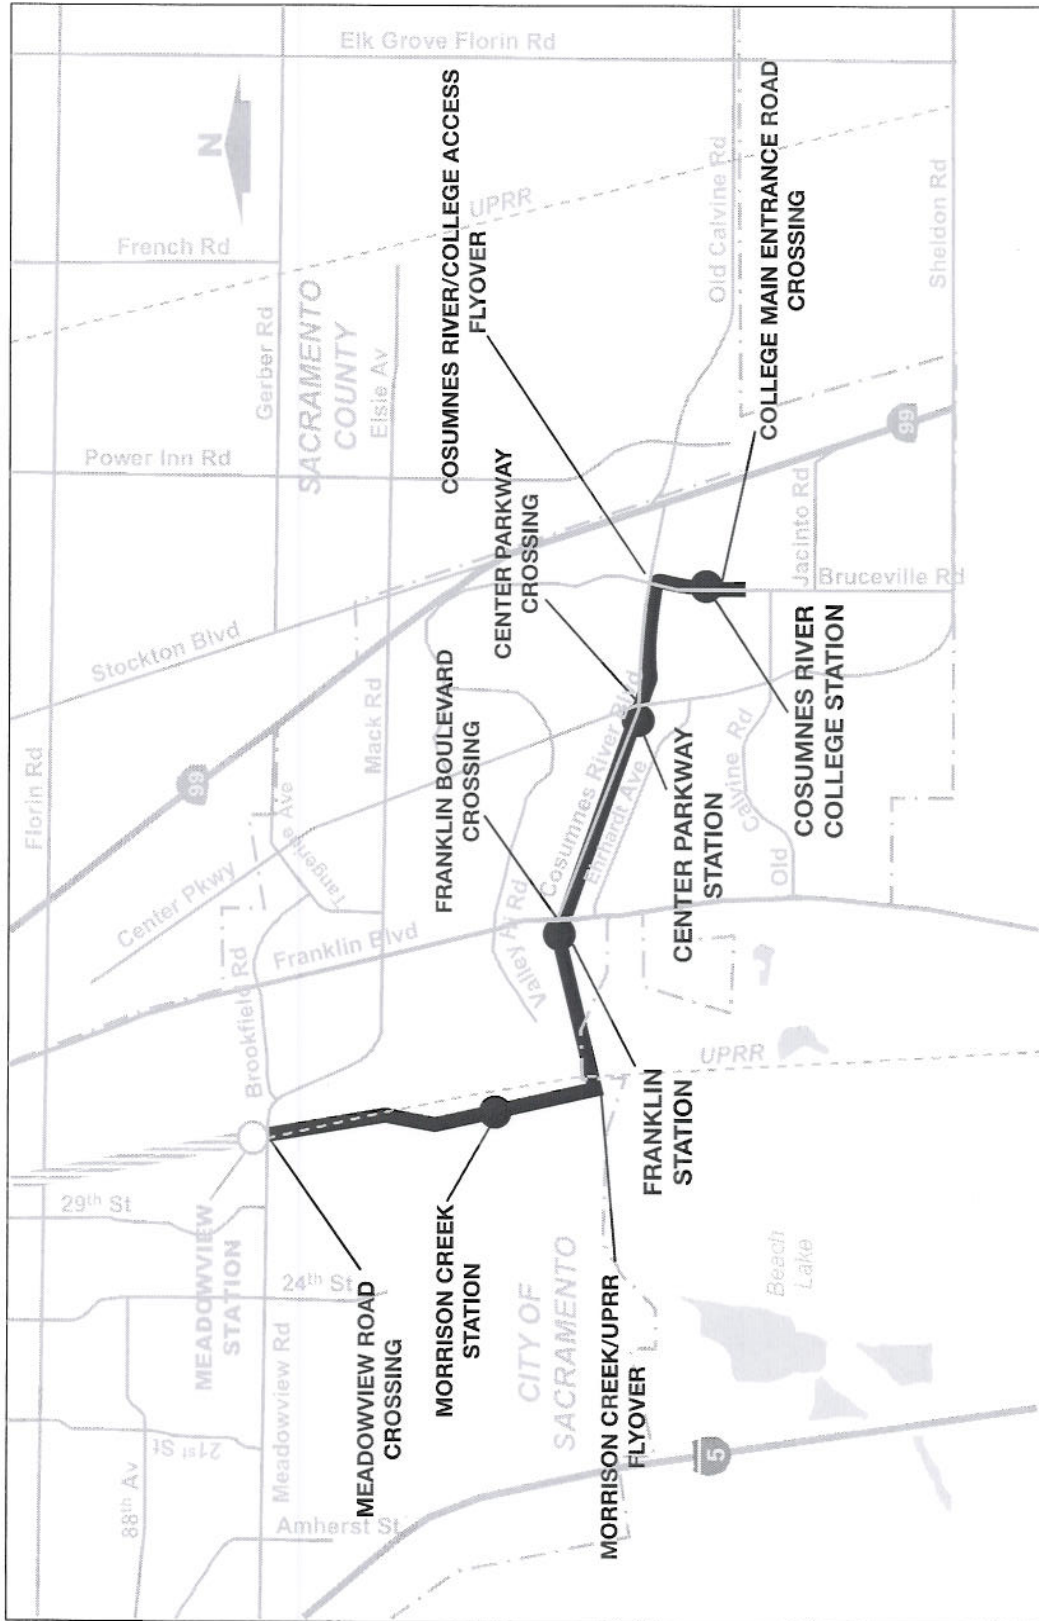 Elk Grove Florin Rd
N
French Rd
UPRR
Gerber Rd
SACRAMENTO
COUNTY
Elsie Av
Power Inn Rd
COSUMNES RIVER/COLLEGE ACCESS
FLYOVER
Old Calvine Rd
COLLEGE MAIN ENTRANCE ROAD
CROSSING
Sheldon Rd
99
Stockton Blvd
CENTER PARKWAY
CROSSING
Jacinto Rd
Bruceville Rd
Florin Rd
99
Mack Rd
Tangerine Ave
Center Pkwy
FRANKLIN BOULEVARD
CROSSING
Cosumnes River Blvd
Ehrhardt Ave
Valley Hi Rd
CENTER PARKWAY
STATION
Old Calvine Rd
COSUMNES RIVER
COLLEGE STATION
Franklin Blvd
Brookfield Rd
UPRR
FRANKLIN
STATION
29th St
MEADOWVIEW
STATION
24th St
MEADOWVIEW ROAD
CROSSING
MORRISON CREEK
STATION
CITY OF
SACRAMENTO
MORRISON CREEK/UPRR
FLYOVER
Beach
Lake
21st St
88th Av
Meadowview Rd
Amherst St
5